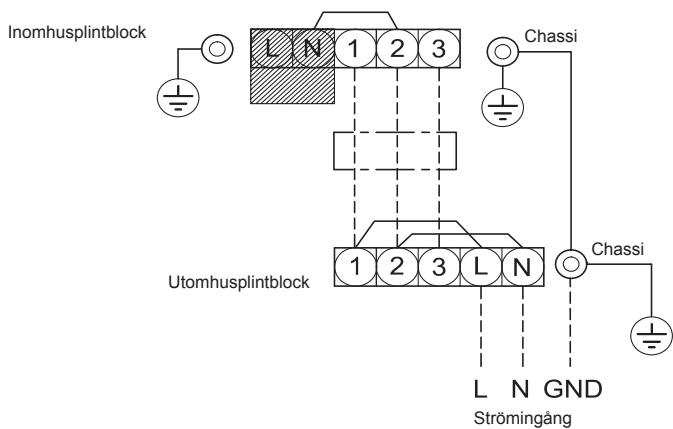 Inomhusplintblock
L N 1 2 3
Chassi
1 2 3 L N
Chassi
Utomhusplintblock
L N GND
Strömingång